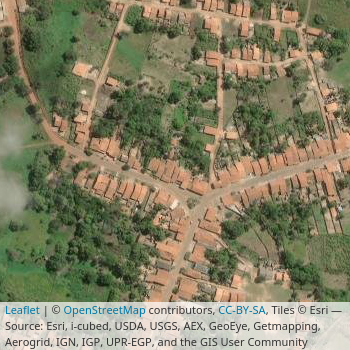 Leaflet | © OpenStreetMap contributors, CC-BY-SA, Tiles © Esri —
Source: Esri, i-cubed, USDA, USGS, AEX, GeoEye, Getmapping,
Aerogrid, IGN, IGP, UPR-EGP, and the GIS User Community